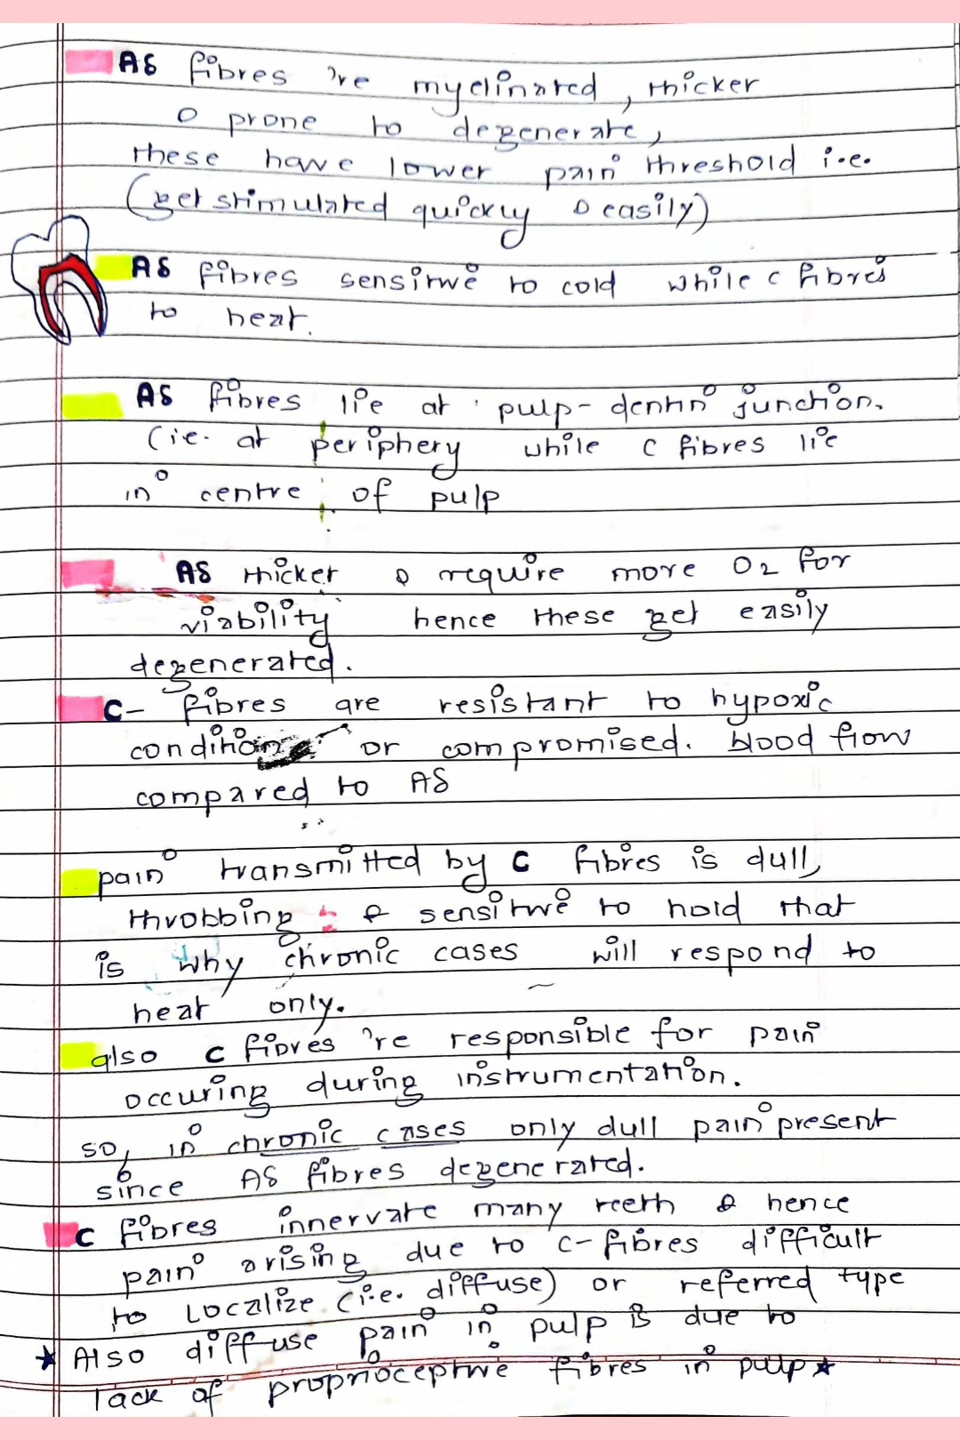 Aδ fibres 're myelinated, thicker
& prone to degenerate,
these have lower pain threshold i.e.
(get stimulated quickly & easily)
Aδ fibres sensitive to cold while C fibres
to heat.
Aδ fibres lie at pulp-dentin junction.
(i.e. at periphery while C fibres lie
in centre of pulp
Aδ thicker & require more O2 for
viability hence these get easily
degenerated.
C- fibres are resistant to hypoxic
condition or compromised. blood flow
compared to Aδ
pain transmitted by C fibres is dull,
throbbing & sensitive to hold that
is why chronic cases will respond to
heat only.
also C fibres 're responsible for pain
occuring during instrumentation.
so, in chronic cases only dull pain present
since Aδ fibres degenerated.
C fibres innervate many teeth & hence
pain arising due to C-fibres difficult
to Localize (i.e. diffuse) or referred type
★ Also diffuse pain in pulp is due to
lack of proprioceptive fibres in pulp ★